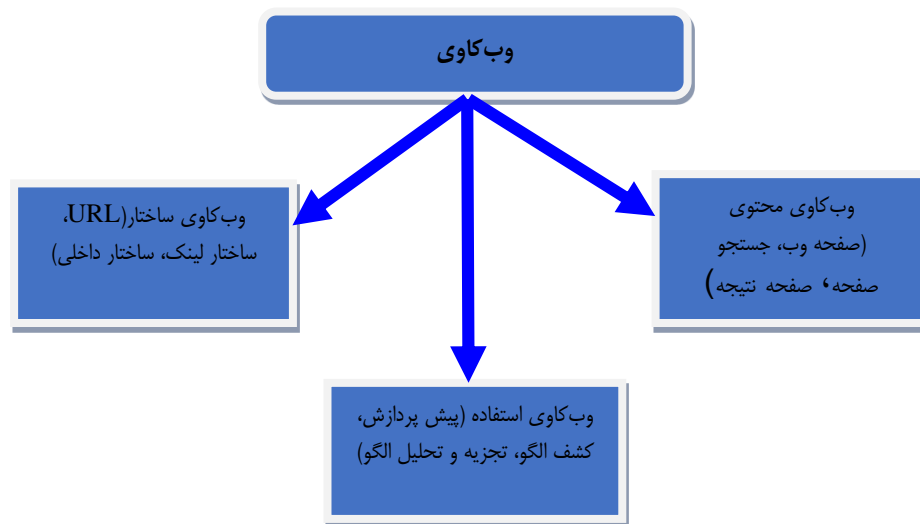 وب‌کاوی
وب‌کاوی محتوی
(صفحه وب، جستجو
صفحه، صفحه نتیجه)
وب‌کاوی ساختار(URL،
ساختار لینک، ساختار داخلی)
وب‌کاوی استفاده (پیش پردازش،
کشف الگو، تجزیه و تحلیل الگو)